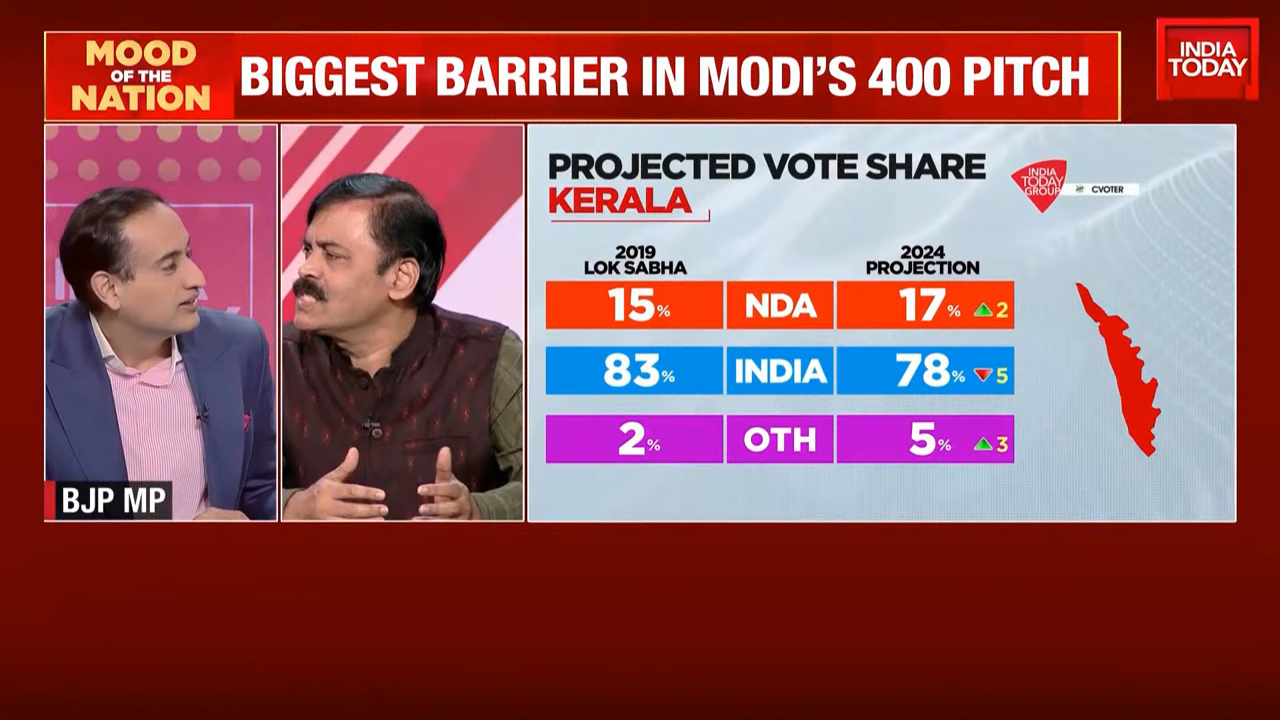 MOOD
OF THE
NATION
BIGGEST BARRIER IN MODI'S 400 PITCH
INDIA
TODAY
PROJECTED VOTE SHARE
KERALA
INDIA
TODAY
GROUP
CVOTER
2019
LOK SABHA
2024
PROJECTION
15% NDA 17% 2
83% INDIA 78% 5
2% OTH 5% 3
BJP MP